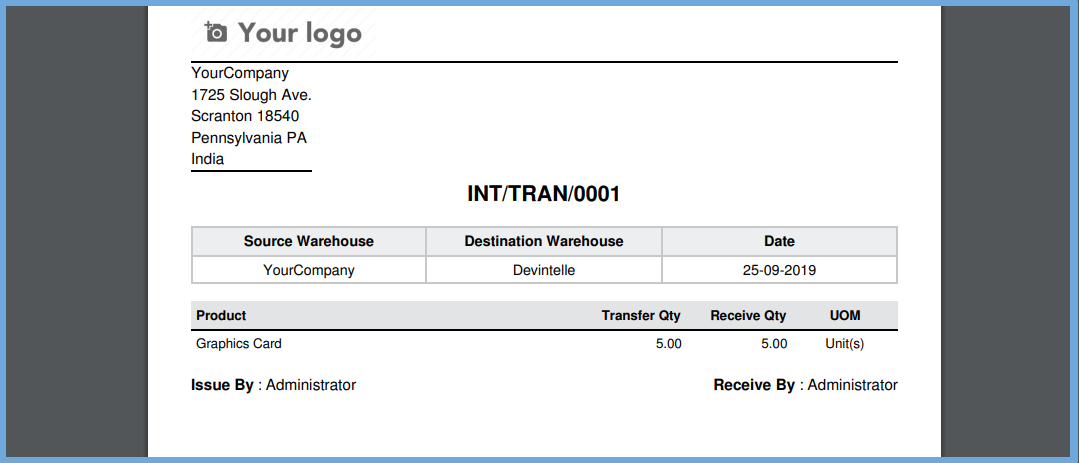 Your logo
YourCompany
1725 Slough Ave.
Scranton 18540
Pennsylvania PA
India
INT/TRAN/0001
Source Warehouse Destination Warehouse Date
YourCompany Devintelle 25-09-2019
Product Transfer Qty Receive Qty UOM
Graphics Card 5.00 5.00 Unit(s)
Issue By : Administrator Receive By : Administrator